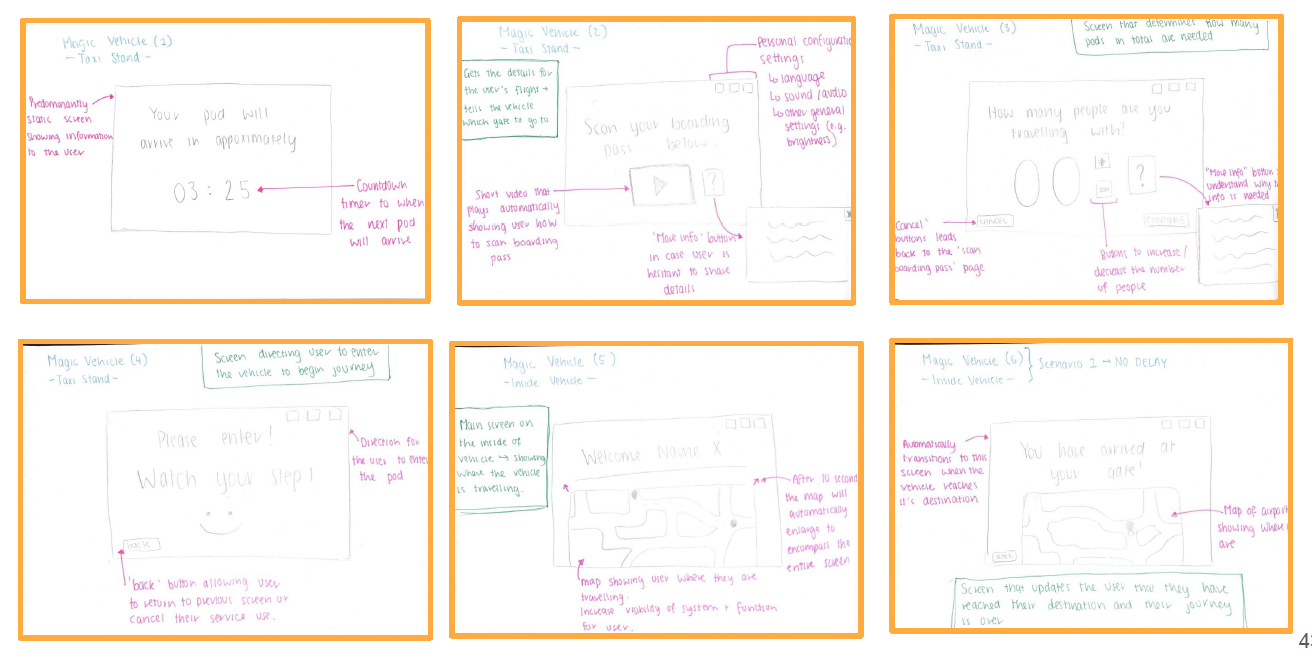 Magic Vehicle (1)
- Taxi Stand -
Predominantly
static screen
showing information
to the user
Your pod will
arrive in appoximately
03 : 25
Countdown
timer to when
the next pod
will arrive
Magic Vehicle (2)
- Taxi Stand -
Gets the details for
the user's flight →
tells the vehicle
which gate to go to
Personal configuratio
settings
↳ language
↳ sound / audio
↳ other general
settings (e.g.
brightness)
Scan your boarding
pass below...
?
Short video that
plays automatically
showing user how
to scan boarding
pass
'More info' button
in case user is
hesitant to share
details
Magic Vehicle (3)
- Taxi Stand -
Screen that determines how many
pods in total are needed
How many people are you
travelling with?
00
+
-
?
CANCEL
CONTINUE
"More info" button
understand why
info is needed
Cancel'
buttons leads
back to the 'scan
boarding pass' page
Buttons to increase/
decrease the number
of people
Magic Vehicle (4)
- Taxi Stand -
Screen directing user to enter
the vehicle to begin journey
Please enter!
Watch your step!
back
Direction for
the user to enter
the pod
'back' button allowing user
to return to previous screen or
cancel their service use.
Magic Vehicle (5)
- Inside Vehicle -
Main screen on
the inside of
vehicle → showing
where the vehicle
is travelling.
Welcome Name X
After 10 second
the map will
automatically
enlarge to
encompass the
entire screen
map showing user where they are
travelling.
Increase visibility of system + function
for user.
Magic Vehicle (6)
- Inside Vehicle -
Scenario 1 → NO DELAY
Automatically
transitions to this
screen when the
vehicle reaches
it's destination
You have arrived at
your gate!
BACK
Map of airport
showing where
are
Screen that updates the user that they have
reached their destination and their journey
is over